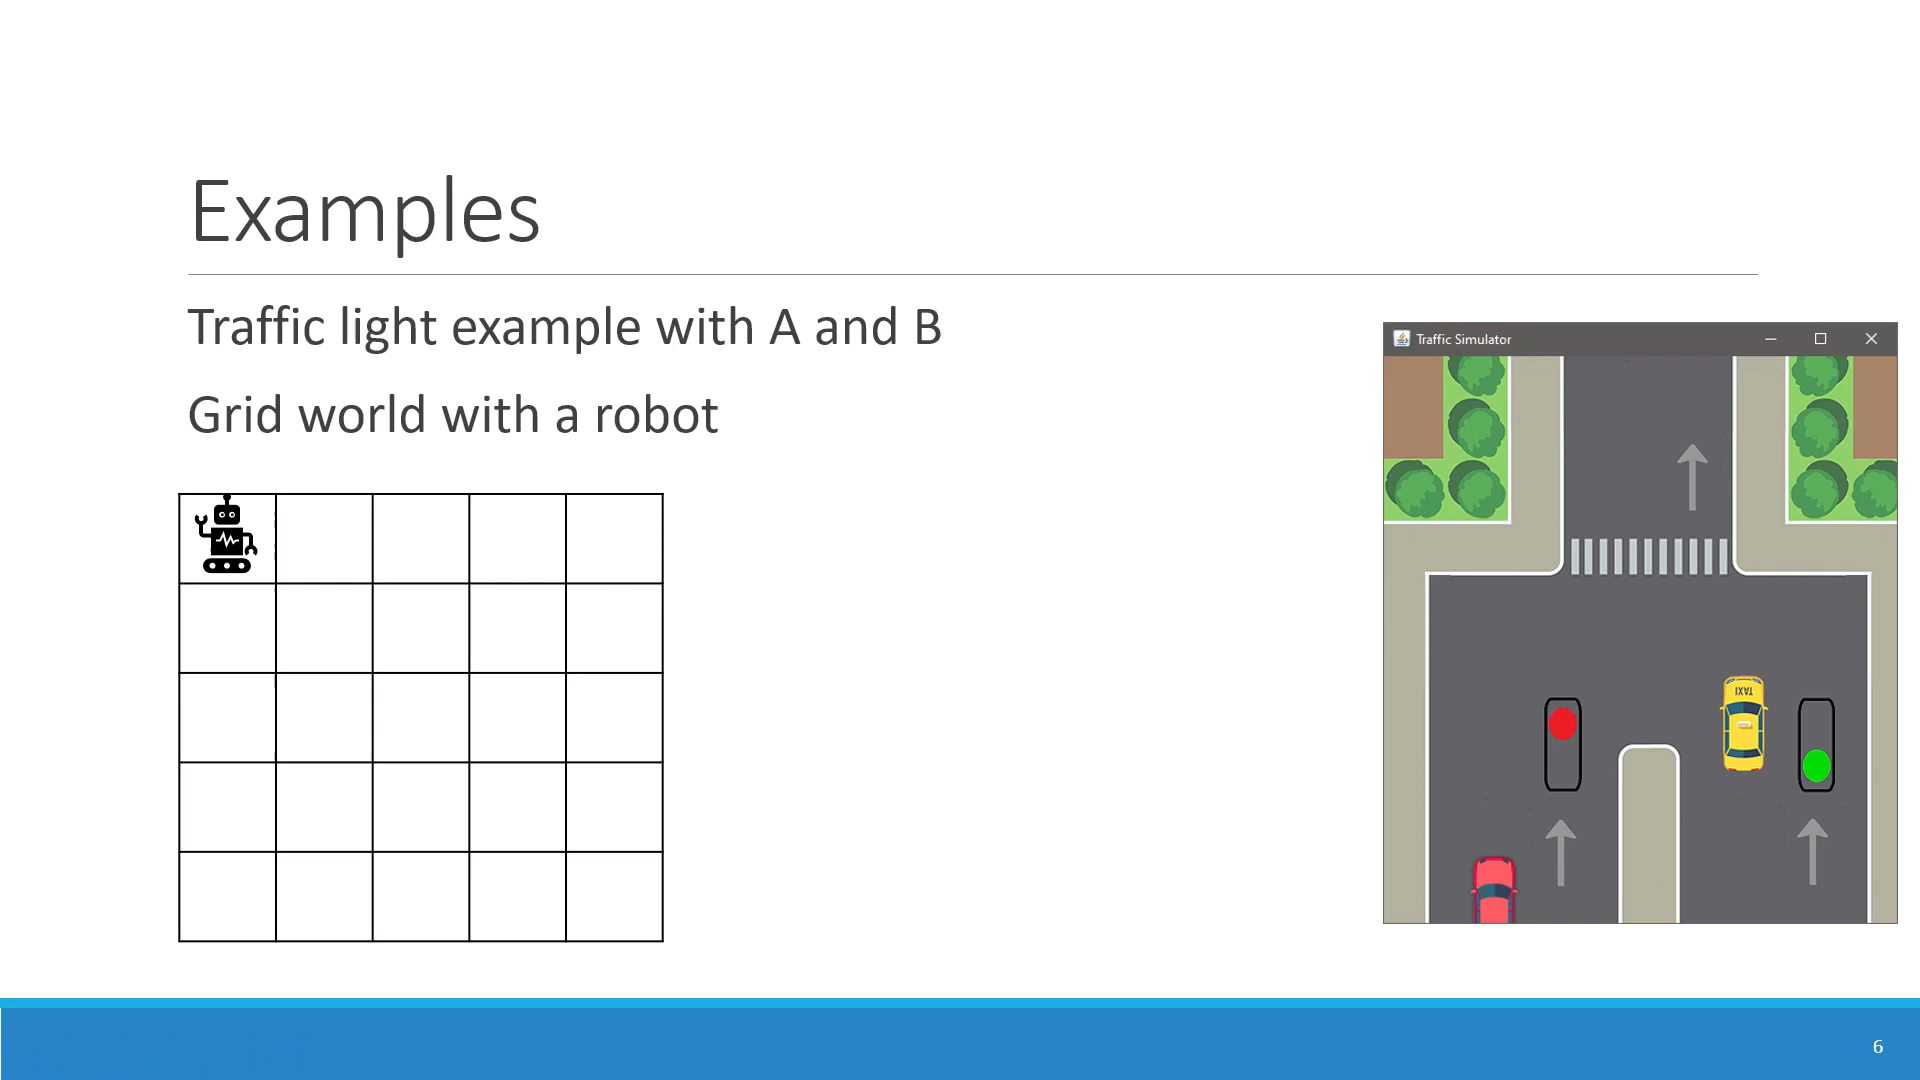 Examples
Traffic light example with A and B
Grid world with a robot
Traffic Simulator
TAXI
6